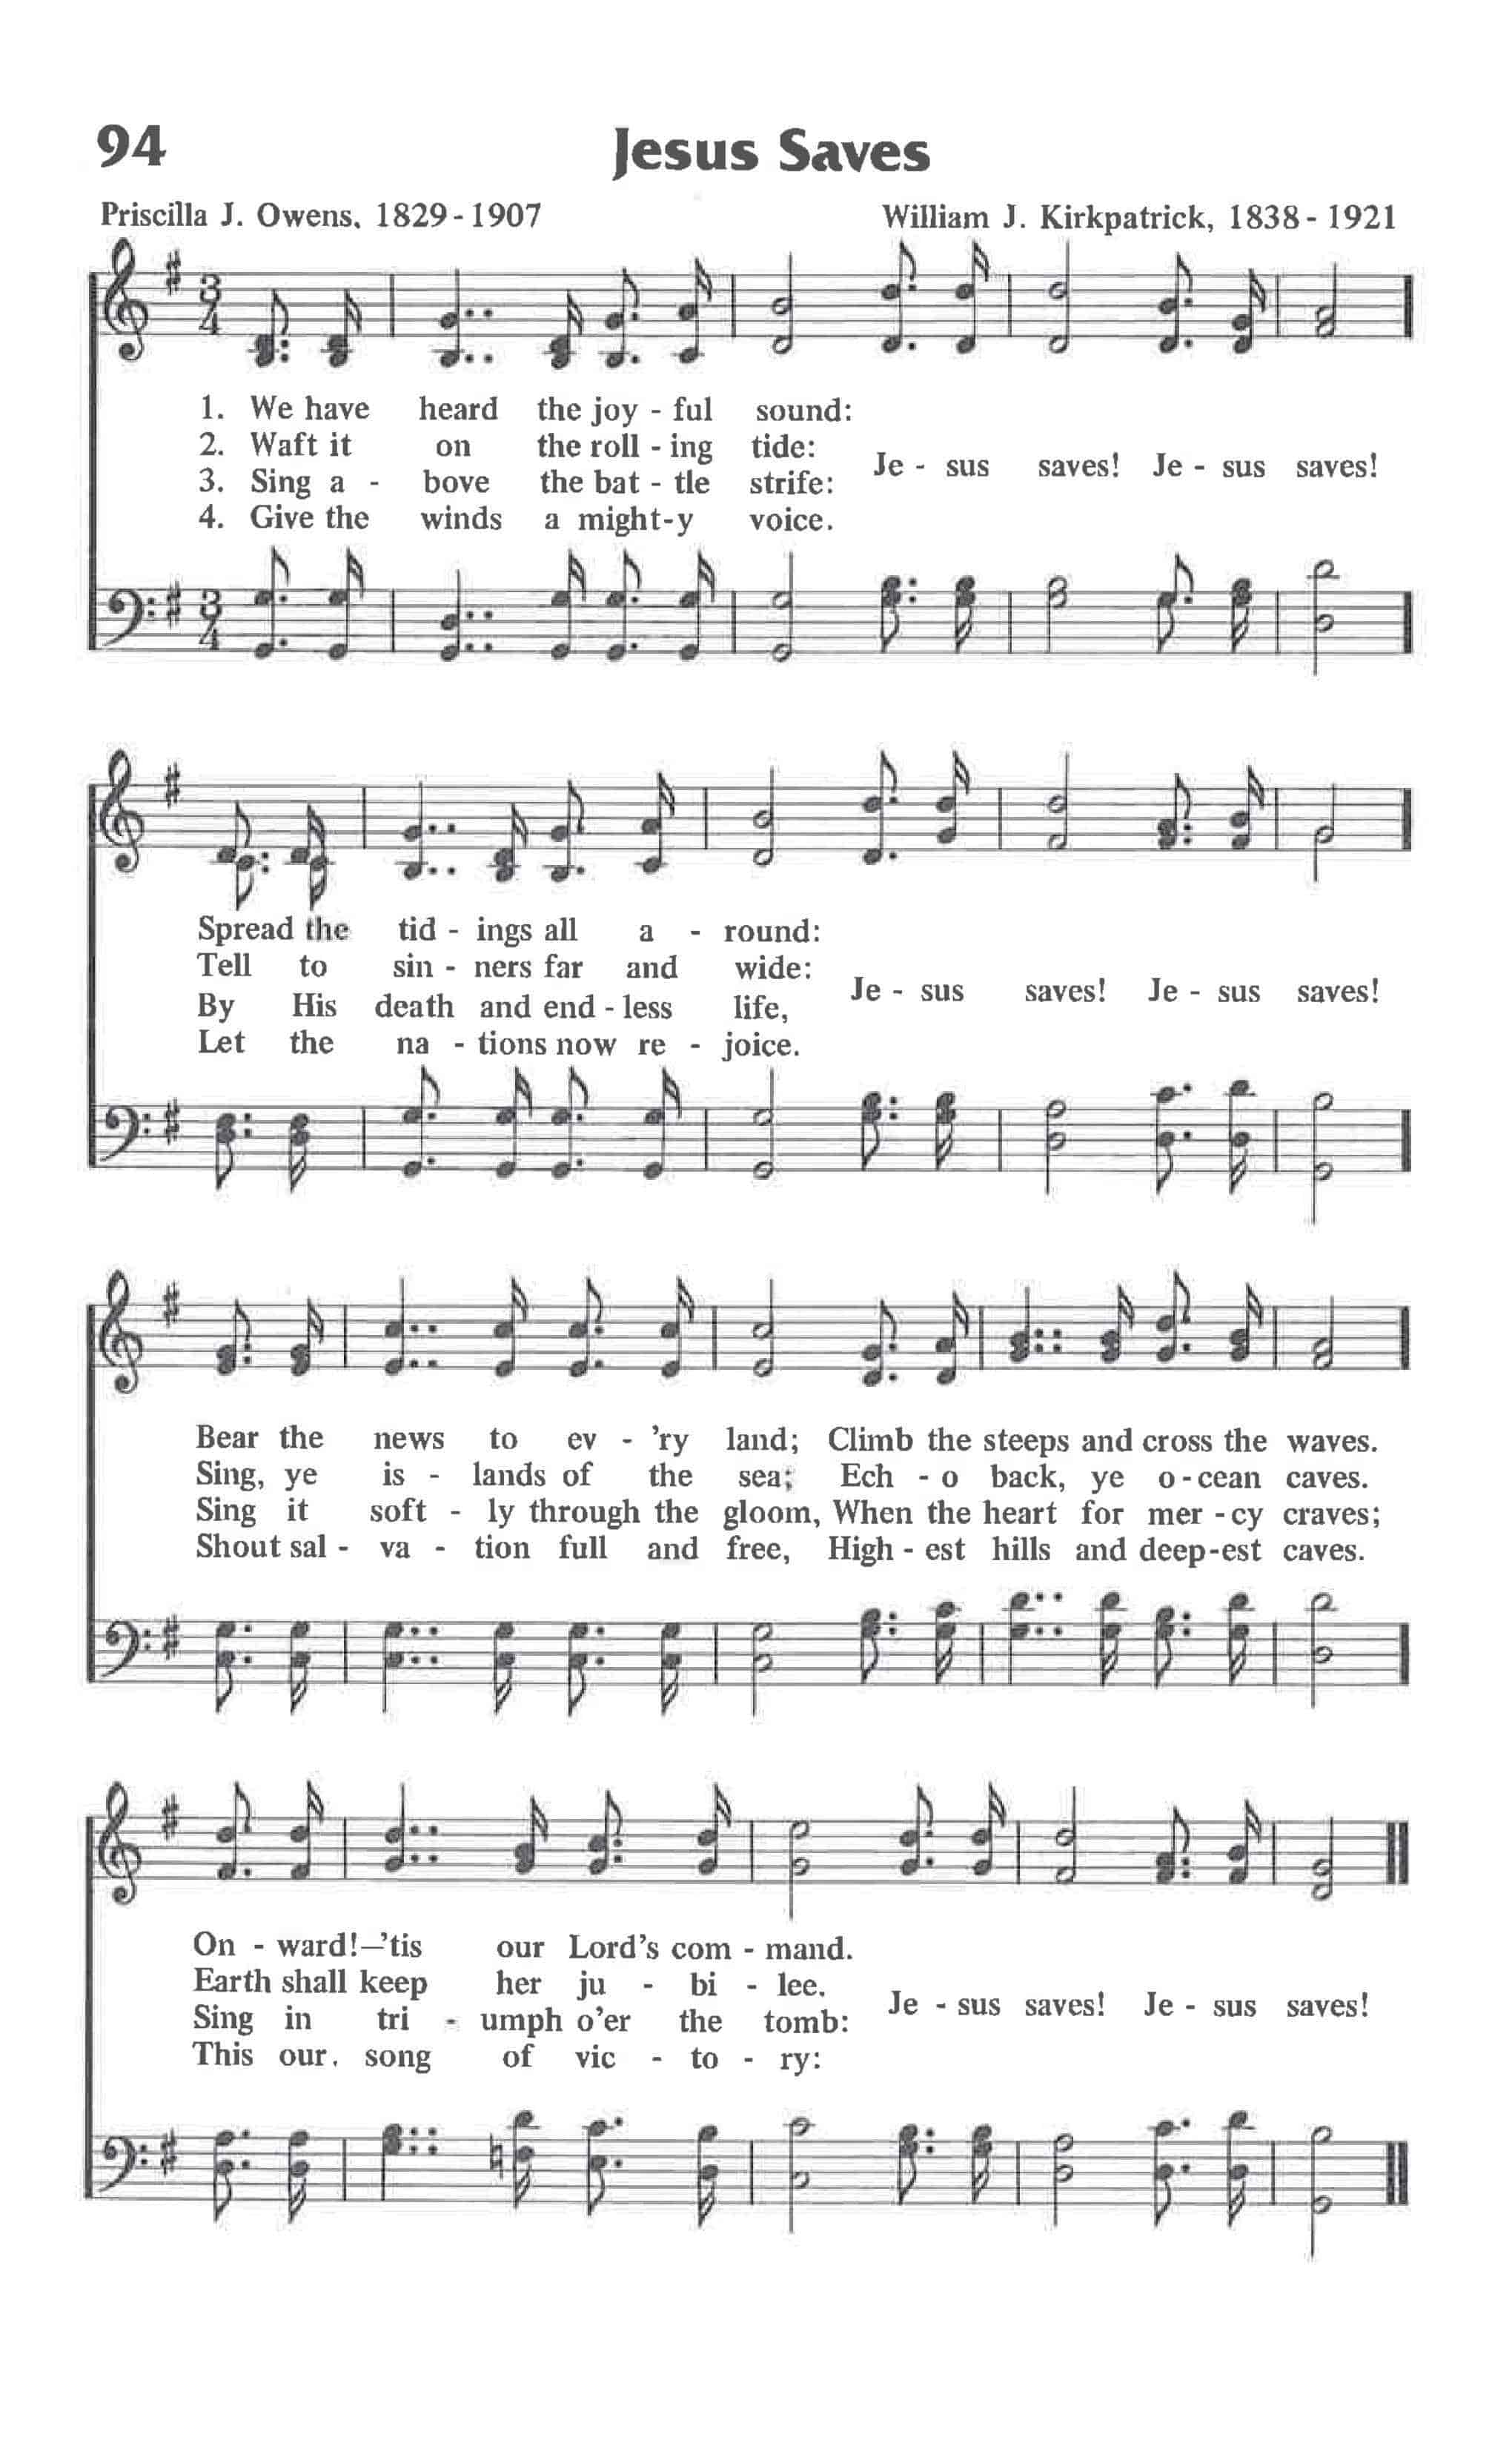 94
Jesus Saves
Priscilla J. Owens. 1829-1907
William J. Kirkpatrick, 1838-1921
3
4
1. We have heard the joy - ful sound:
2. Waft it on the roll - ing tide:
3. Sing a - bove the bat - tle strife:
4. Give the winds a might-y voice.
Je - sus saves! Je - sus saves!
3
4
Spread the tid - ings all a - round:
Tell to sin - ners far and wide:
By His death and end - less life,
Let the na - tions now re - joice.
Je - sus saves! Je - sus saves!
Bear the news to ev - 'ry land; Climb the steeps and cross the waves.
Sing, ye is - lands of the sea; Ech - o back, ye o - cean caves.
Sing it soft - ly through the gloom, When the heart for mer - cy craves;
Shout sal - va - tion full and free, High - est hills and deep-est caves.
On - ward!—'tis our Lord's com - mand.
Earth shall keep her ju - bi - lee.
Sing in tri - umph o'er the tomb:
This our. song of vic - to - ry:
Je - sus saves! Je - sus saves!